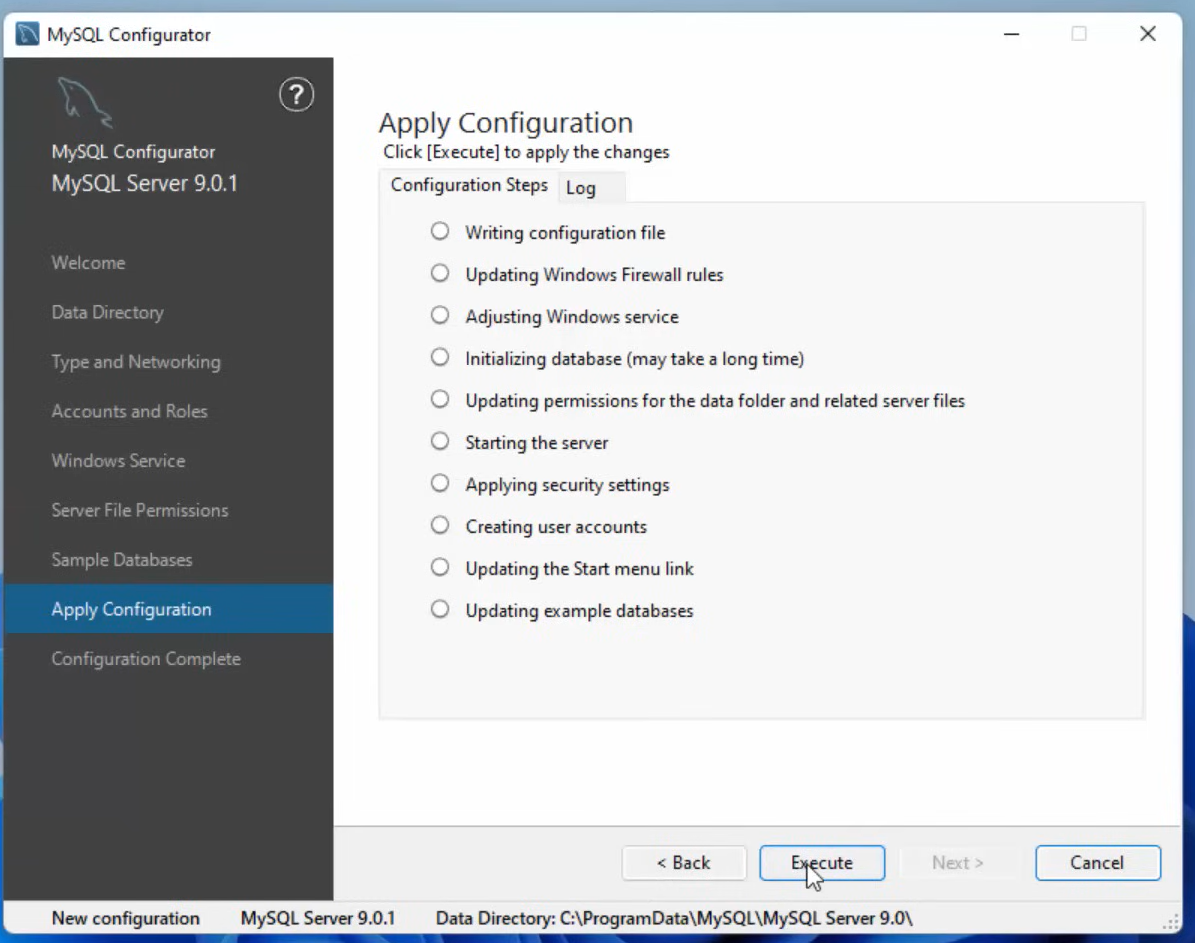 MySQL Configurator
?
MySQL Configurator
MySQL Server 9.0.1
Welcome
Data Directory
Type and Networking
Accounts and Roles
Windows Service
Server File Permissions
Sample Databases
Apply Configuration
Configuration Complete
Apply Configuration
Click [Execute] to apply the changes
Configuration Steps Log
Writing configuration file
Updating Windows Firewall rules
Adjusting Windows service
Initializing database (may take a long time)
Updating permissions for the data folder and related server files
Starting the server
Applying security settings
Creating user accounts
Updating the Start menu link
Updating example databases
< Back Execute Next > Cancel
New configuration MySQL Server 9.0.1 Data Directory: C:\ProgramData\MySQL\MySQL Server 9.0\